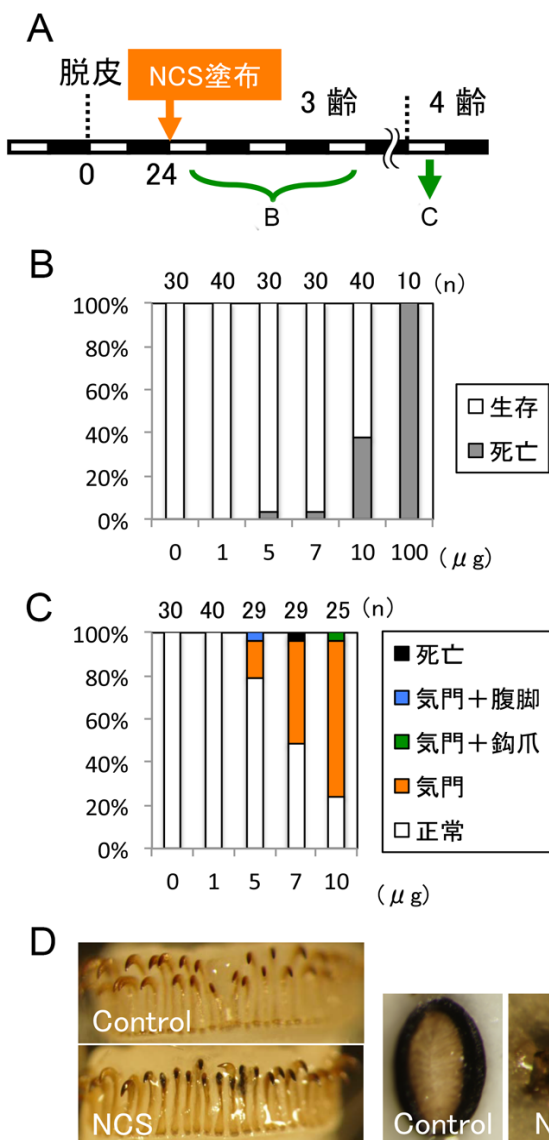 A
脱皮
NCS塗布
3 齢
4 齢
0
24
B
C
B
30 40 30 30 40 10 (n)
100%
80%
60%
40%
20%
0%
0 1 5 7 10 100 (μg)
生存
死亡
C
30 40 29 29 25 (n)
100%
80%
60%
40%
20%
0%
0 1 5 7 10 (μg)
死亡
気門+腹脚
気門+鈎爪
気門
正常
D
Control
NCS
Control
N